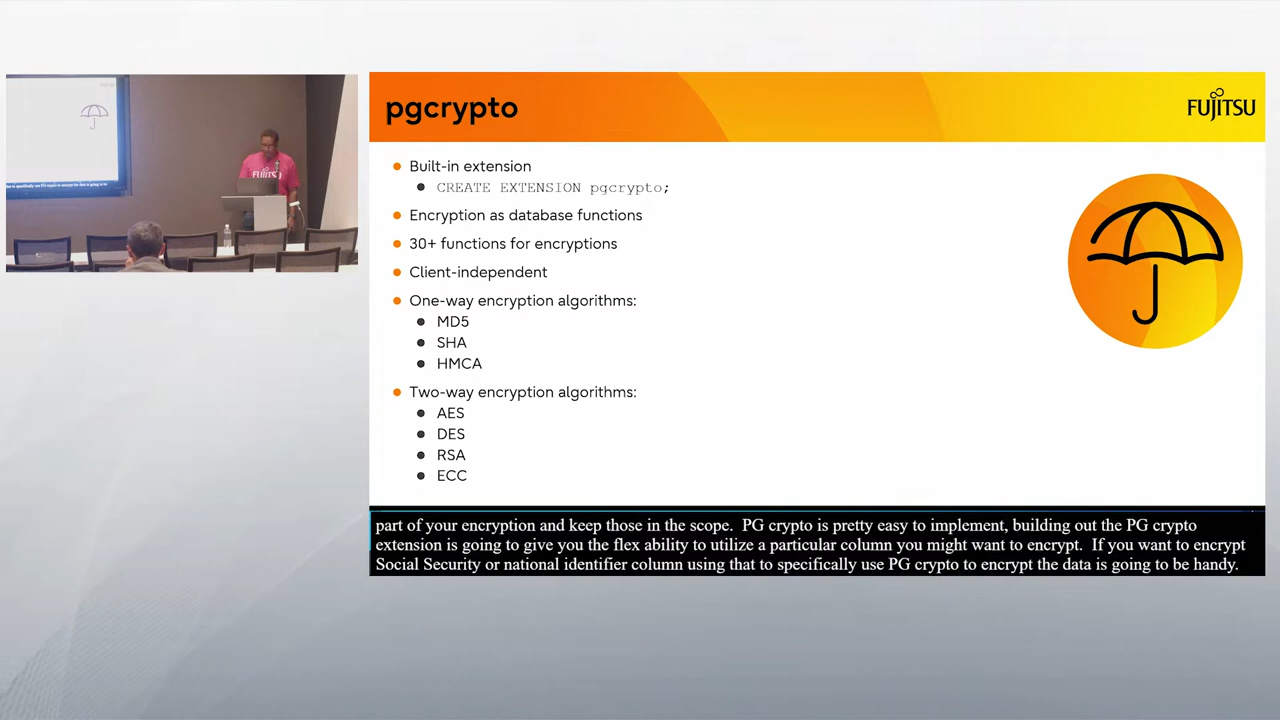 pgcrypto
FUJITSU
Built-in extension
CREATE EXTENSION pgcrypto;
Encryption as database functions
30+ functions for encryptions
Client-independent
One-way encryption algorithms:
MD5
SHA
HMCA
Two-way encryption algorithms:
AES
DES
RSA
ECC
part of your encryption and keep those in the scope. PG crypto is pretty easy to implement, building out the PG crypto
extension is going to give you the flex ability to utilize a particular column you might want to encrypt. If you want to encrypt
Social Security or national identifier column using that to specifically use PG crypto to encrypt the data is going to be handy.